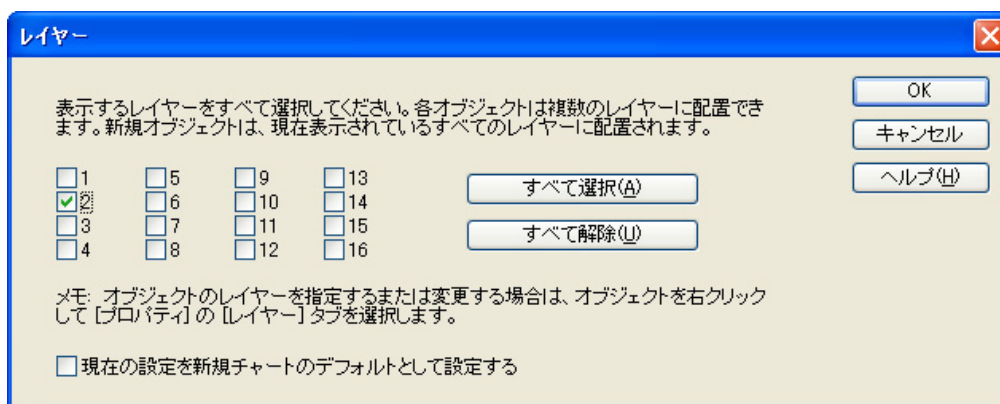 レイヤー
表示するレイヤーをすべて選択してください。各オブジェクトは複数のレイヤーに配置でき
ます。新規オブジェクトは、現在表示されているすべてのレイヤーに配置されます。
OK
キャンセル
ヘルプ(H)
1 5 9 13
2 6 10 14
3 7 11 15
4 8 12 16
すべて選択(A)
すべて解除(U)
メモ: オブジェクトのレイヤーを指定するまたは変更する場合は、オブジェクトを右クリック
して [プロパティ] の [レイヤー] タブを選択します。
現在の設定を新規チャートのデフォルトとして設定する